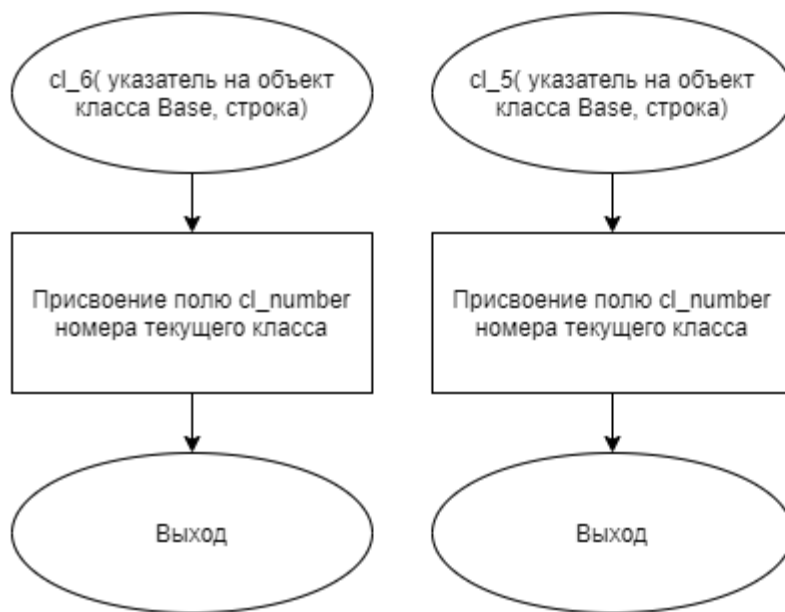 cl_6( указатель на объект
класса Base, строка)
Присвоение полю cl_number
номера текущего класса
Выход
cl_5( указатель на объект
класса Base, строка)
Присвоение полю cl_number
номера текущего класса
Выход